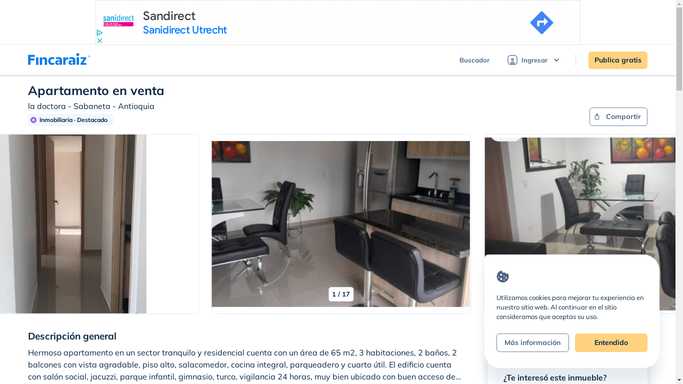 sanidirect
Sandirect
Sanidirect Utrecht
Fincaraiz
Buscador
Ingresar
Publica gratis
Apartamento en venta
la doctora - Sabaneta - Antioquia
Inmobiliaria · Destacado
Compartir
1 / 17
Utilizamos cookies para mejorar tu experiencia en
nuestro sitio web. Al continuar en el sitio
consideramos que aceptas su uso.
Más información
Entendido
Descripción general
Hermoso apartamento en un sector tranquilo y residencial cuenta con un área de 65 m2, 3 habitaciones, 2 baños, 2
balcones con vista agradable, piso alto, salacomedor, cocina integral, parqueadero y cuarto útil. El edificio cuenta
con salón social, jacuzzi, parque infantil, gimnasio, turco, vigilancia 24 horas, muy bien ubicado con buen acceso de...
¿Te interesó este inmueble?